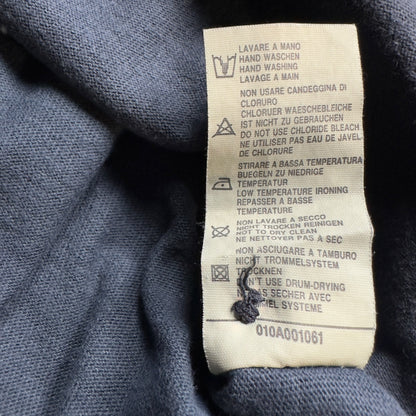 LAVARE A MANO
HAND WASCHEN
HAND WASHING
LAVAGE A MAIN
NON USARE CANDEGGINA DI
CLORURO
CHLORUER WAESCHEBLEICHE
IST NICHT ZU GEBRAUCHEN
DO NOT USE CHLORIDE BLEACH
NE UTILISER PAS EAU DE JAVEL
DE CHLORURE
STIRARE A BASSA TEMPERATURA
BUEGELN ZU NIEDRIGE
TEMPERATUR
LOW TEMPERATURE IRONING
REPASSER A BASSE
TEMPERATURE
NON LAVARE A SECCO
NICHT TROCKEN REINIGEN
NOT TO DRY CLEAN
NE NETTOYER PAS A SEC
NON ASCIUGARE A TAMBURO
NICHT TROMMELSYSTEM
TROCKNEN
USE DRUM-DRYING
SECHER AVEC
SYSTEME
010A001061